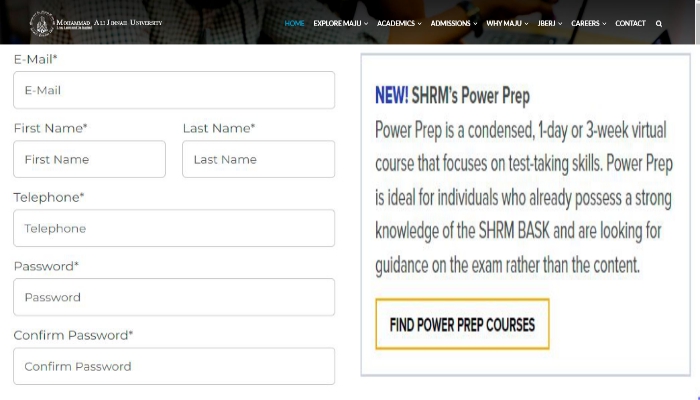 Mohammad Ali Jinnah University
HOME EXPLORE MAJU ACADEMICS ADMISSIONS WHY MAJU JBERJ CAREERS CONTACT
E-Mail*
E-Mail
First Name* Last Name*
First Name Last Name
Telephone*
Telephone
Password*
Password
Confirm Password*
Confirm Password
NEW! SHRM's Power Prep
Power Prep is a condensed, 1-day or 3-week virtual
course that focuses on test-taking skills. Power Prep
is ideal for individuals who already possess a strong
knowledge of the SHRM BASK and are looking for
guidance on the exam rather than the content.
FIND POWER PREP COURSES